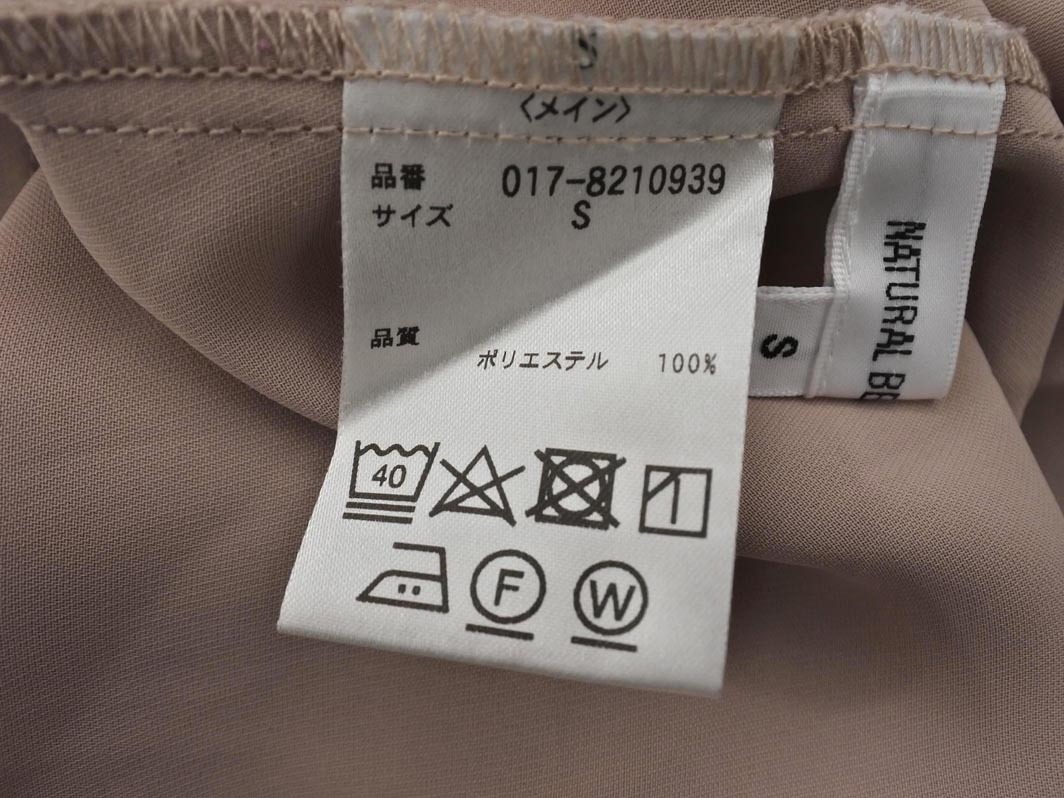 S
〈メイン〉
品番 017-8210939
サイズ S
品質
ポリエステル 100%
40
F
W
S
NATURAL BE